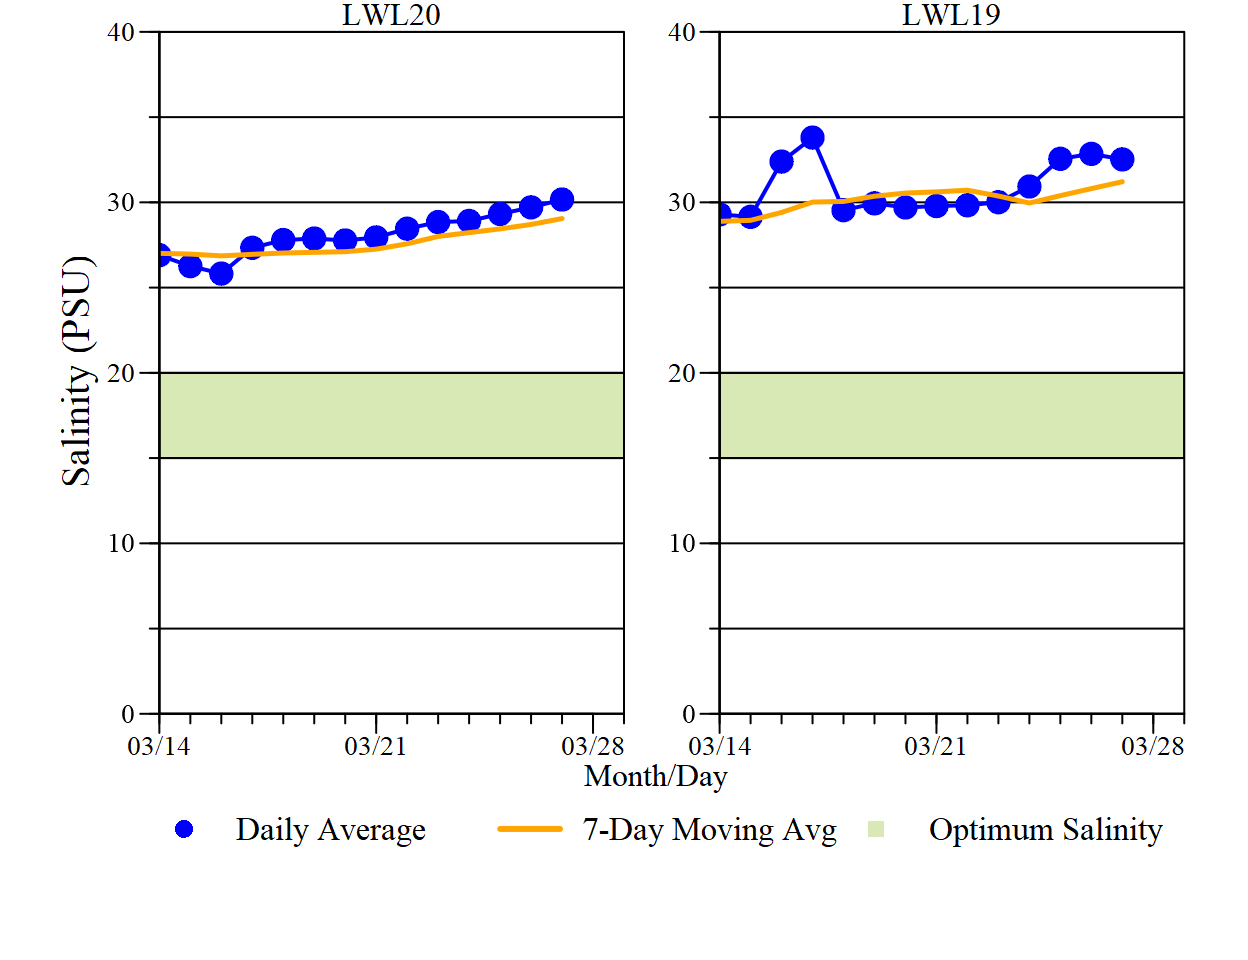 LWL20 LWL19
40 40
30 30
20 20
10 10
0 0
Salinity (PSU)
03/14 03/21 03/28 03/14 03/21 03/28
Month/Day
Daily Average 7-Day Moving Avg Optimum Salinity